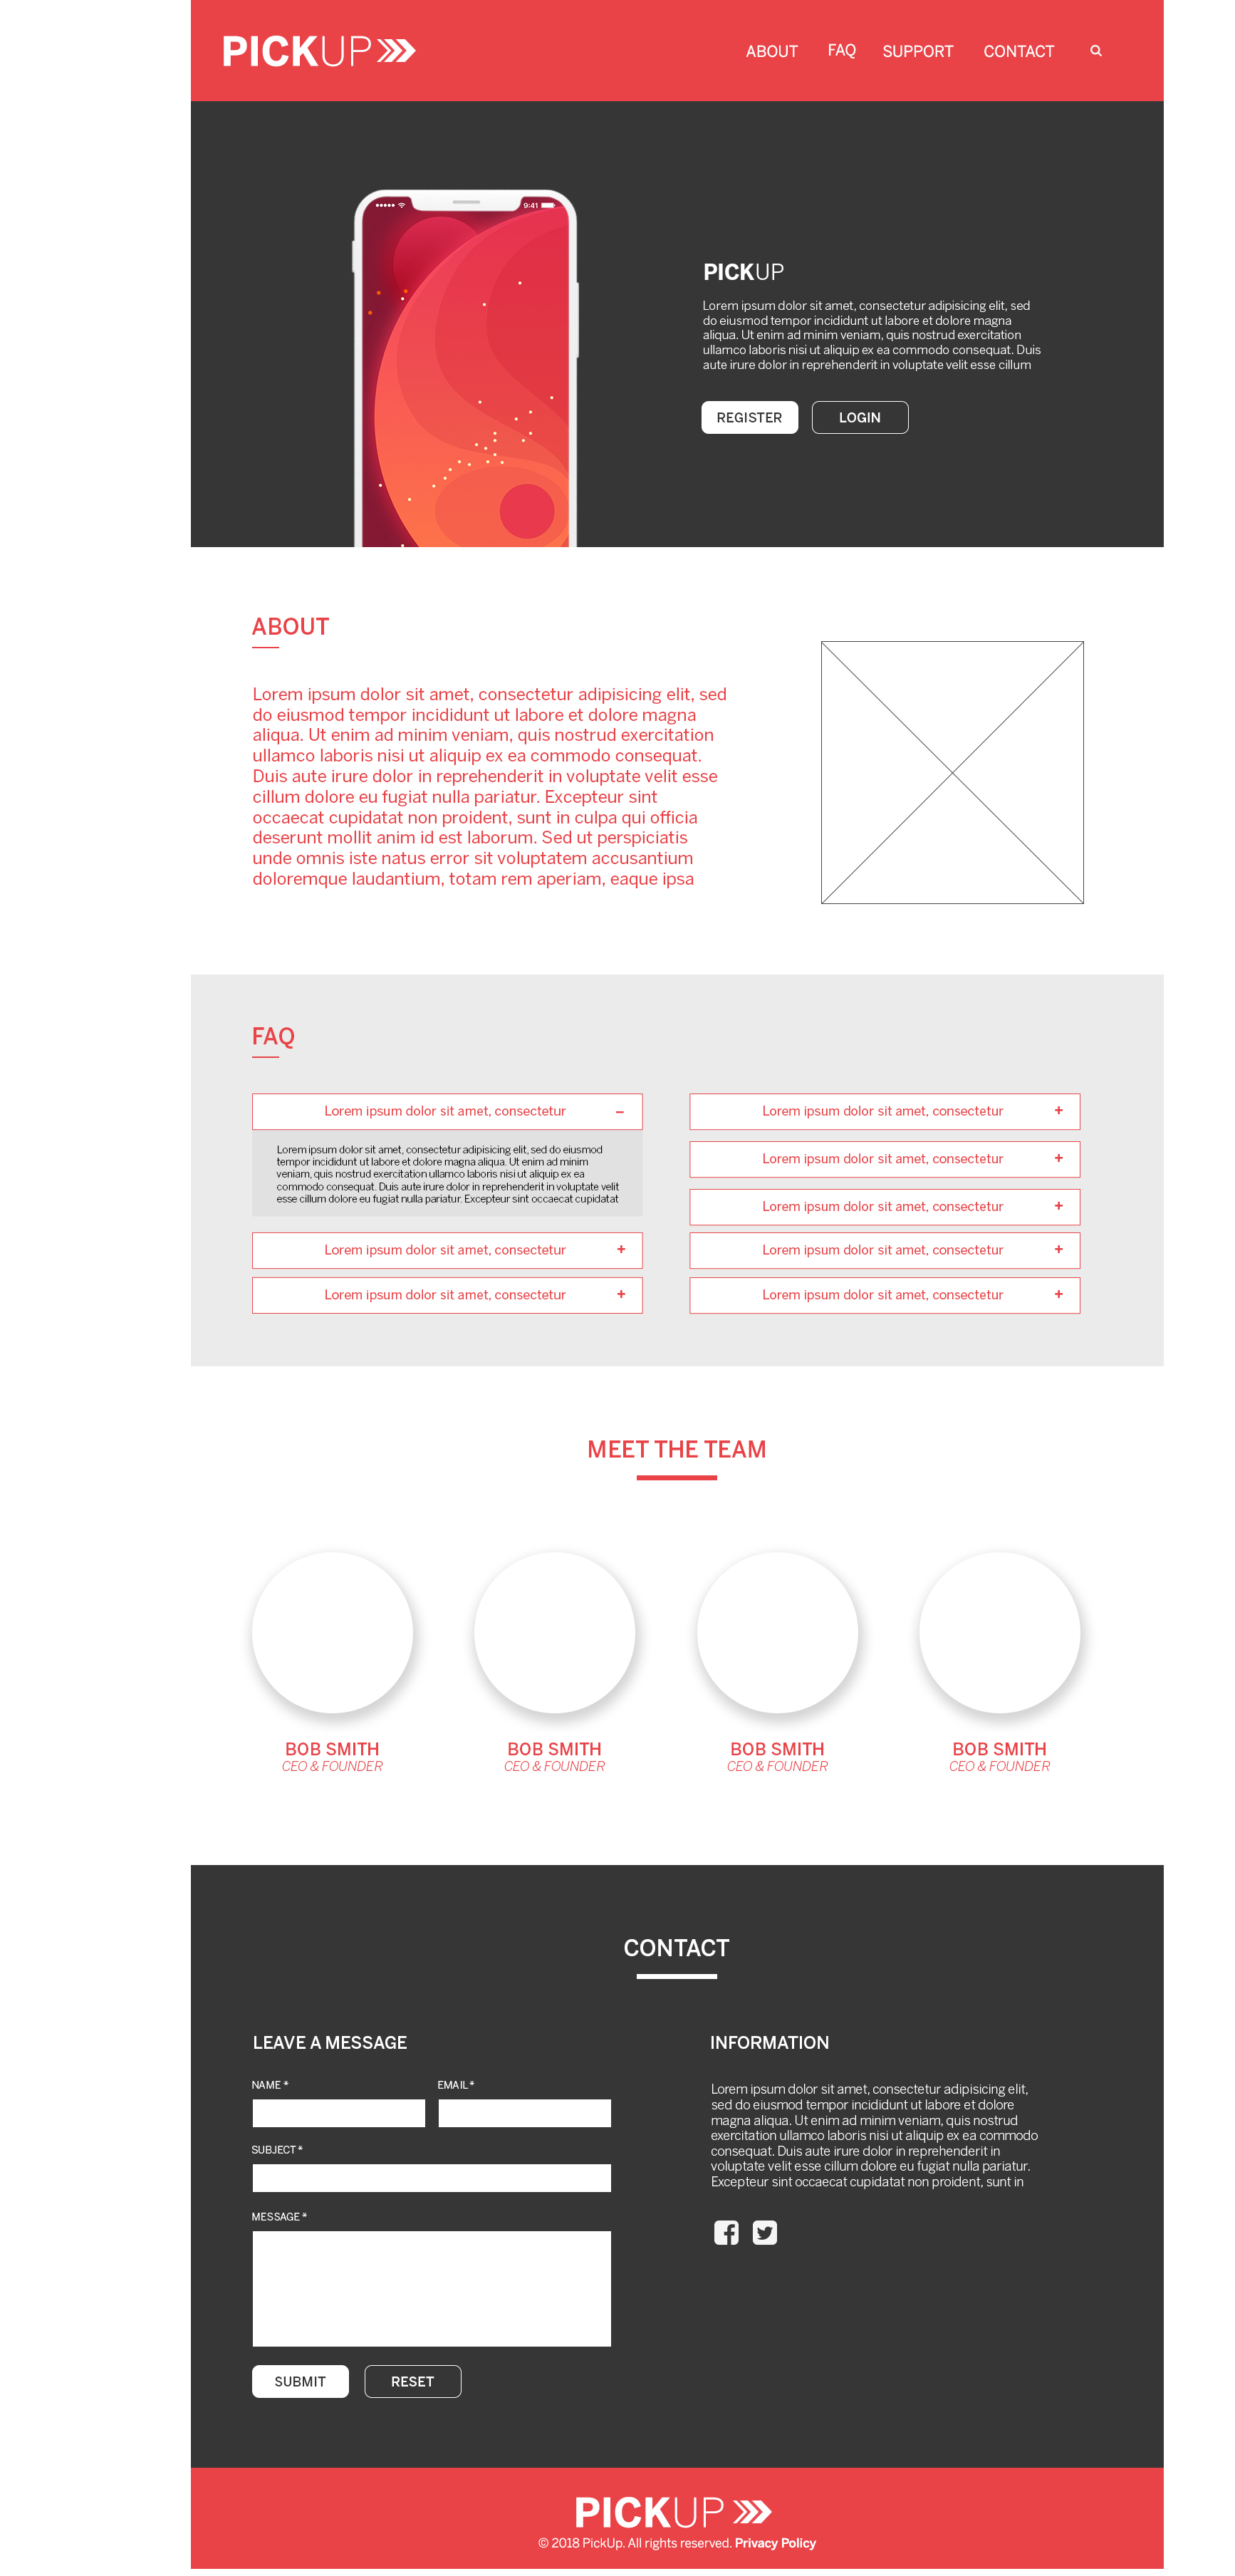 PICKUP
ABOUT FAQ SUPPORT CONTACT
9:41
PICKUP
Lorem ipsum dolor sit amet, consectetur adipisicing elit, sed
do eiusmod tempor incididunt ut labore et dolore magna
aliqua. Ut enim ad minim veniam, quis nostrud exercitation
ullamco laboris nisi ut aliquip ex ea commodo consequat. Duis
aute irure dolor in reprehenderit in voluptate velit esse cillum
REGISTER LOGIN
ABOUT
Lorem ipsum dolor sit amet, consectetur adipisicing elit, sed
do eiusmod tempor incididunt ut labore et dolore magna
aliqua. Ut enim ad minim veniam, quis nostrud exercitation
ullamco laboris nisi ut aliquip ex ea commodo consequat.
Duis aute irure dolor in reprehenderit in voluptate velit esse
cillum dolore eu fugiat nulla pariatur. Excepteur sint
occaecat cupidatat non proident, sunt in culpa qui officia
deserunt mollit anim id est laborum. Sed ut perspiciatis
unde omnis iste natus error sit voluptatem accusantium
doloremque laudantium, totam rem aperiam, eaque ipsa
FAQ
Lorem ipsum dolor sit amet, consectetur –
Lorem ipsum dolor sit amet, consectetur adipisicing elit, sed do eiusmod
tempor incididunt ut labore et dolore magna aliqua. Ut enim ad minim
veniam, quis nostrud exercitation ullamco laboris nisi ut aliquip ex ea
commodo consequat. Duis aute irure dolor in reprehenderit in voluptate velit
esse cillum dolore eu fugiat nulla pariatur. Excepteur sint occaecat cupidatat
Lorem ipsum dolor sit amet, consectetur +
Lorem ipsum dolor sit amet, consectetur +
Lorem ipsum dolor sit amet, consectetur +
Lorem ipsum dolor sit amet, consectetur +
Lorem ipsum dolor sit amet, consectetur +
Lorem ipsum dolor sit amet, consectetur +
Lorem ipsum dolor sit amet, consectetur +
MEET THE TEAM
BOB SMITH
CEO & FOUNDER
BOB SMITH
CEO & FOUNDER
BOB SMITH
CEO & FOUNDER
BOB SMITH
CEO & FOUNDER
CONTACT
LEAVE A MESSAGE
NAME * EMAIL *
SUBJECT *
MESSAGE *
SUBMIT RESET
INFORMATION
Lorem ipsum dolor sit amet, consectetur adipisicing elit,
sed do eiusmod tempor incididunt ut labore et dolore
magna aliqua. Ut enim ad minim veniam, quis nostrud
exercitation ullamco laboris nisi ut aliquip ex ea commodo
consequat. Duis aute irure dolor in reprehenderit in
voluptate velit esse cillum dolore eu fugiat nulla pariatur.
Excepteur sint occaecat cupidatat non proident, sunt in
PICKUP
© 2018 PickUp. All rights reserved. Privacy Policy